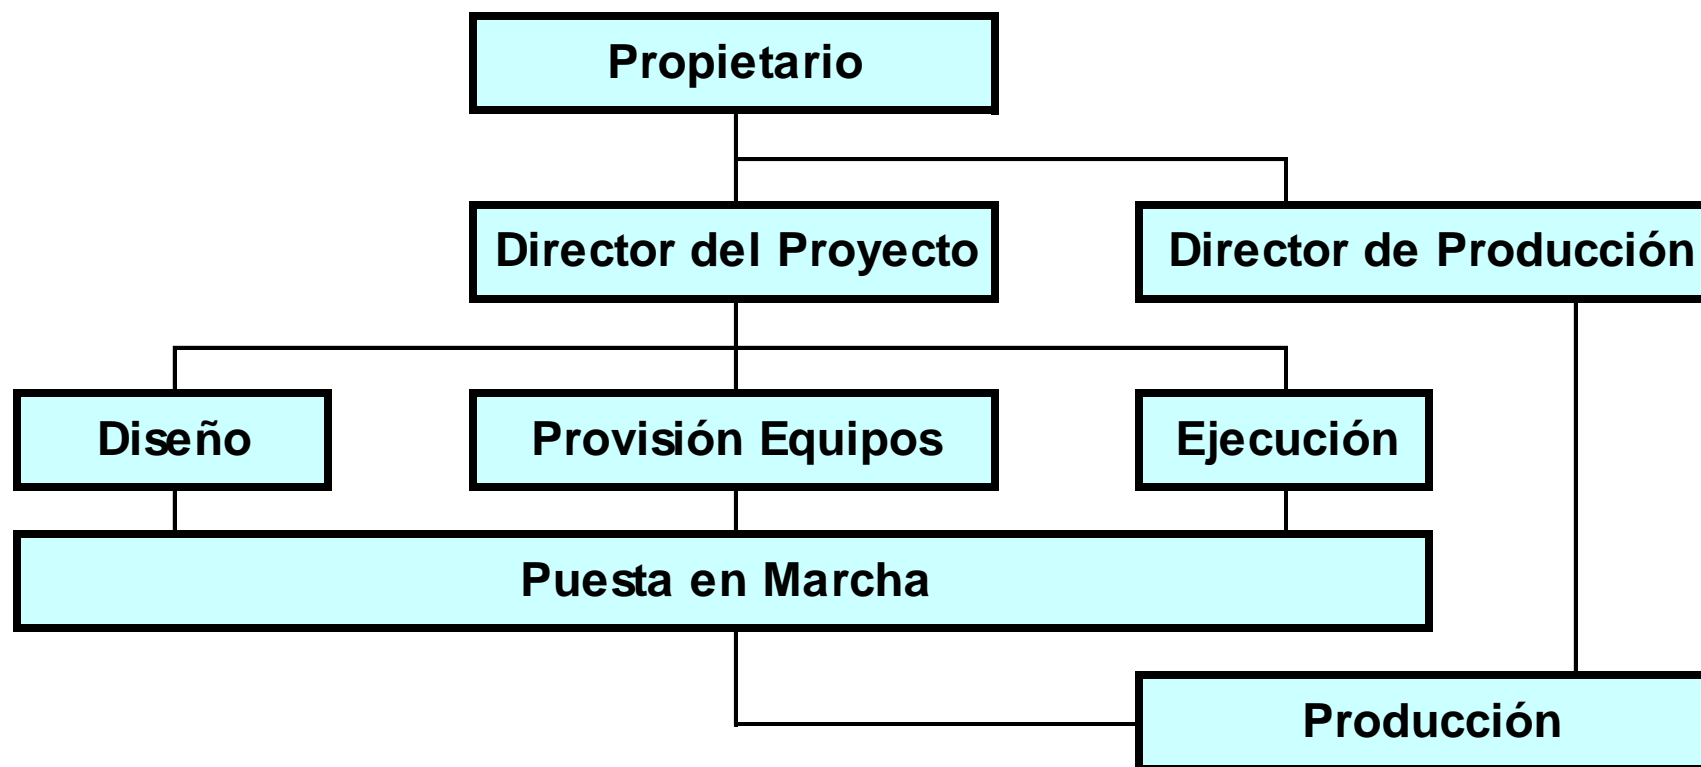 Propietario
Director del Proyecto
Director de Producción
Diseño
Provisión Equipos
Ejecución
Puesta en Marcha
Producción